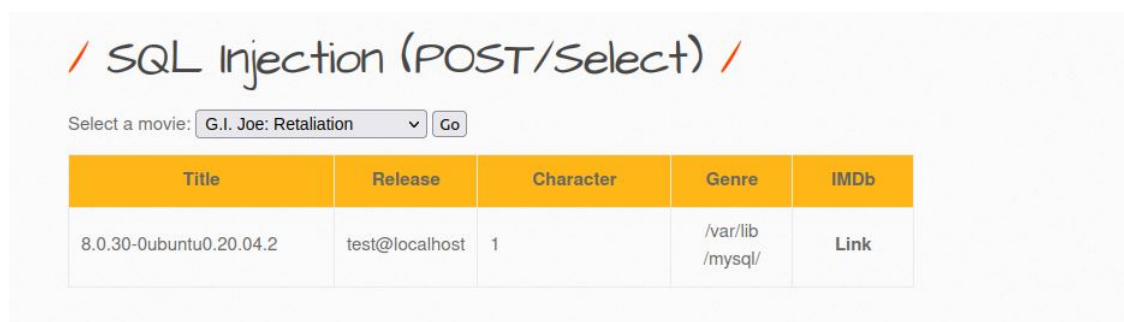 / SQL Injection (POST/Select) /
Select a movie: G.I. Joe: Retaliation Go
Title Release Character Genre IMDb
8.0.30-0ubuntu0.20.04.2 test@localhost 1 /var/lib
/mysql/ Link